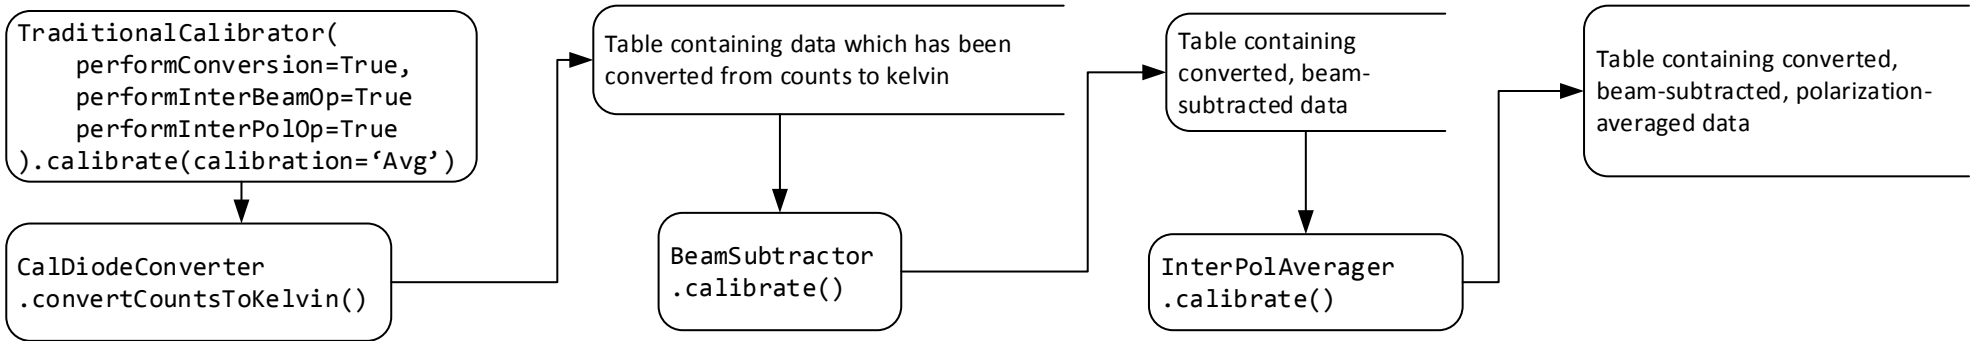 TraditionalCalibrator(
    performConversion=True,
    performInterBeamOp=True
    performInterPolOp=True
).calibrate(calibration=‘Avg’)
CalDiodeConverter
.convertCountsToKelvin()
Table containing data which has been
converted from counts to kelvin
BeamSubtractor
.calibrate()
Table containing
converted, beam-
subtracted data
InterPolAverager
.calibrate()
Table containing converted,
beam-subtracted, polarization-
averaged data